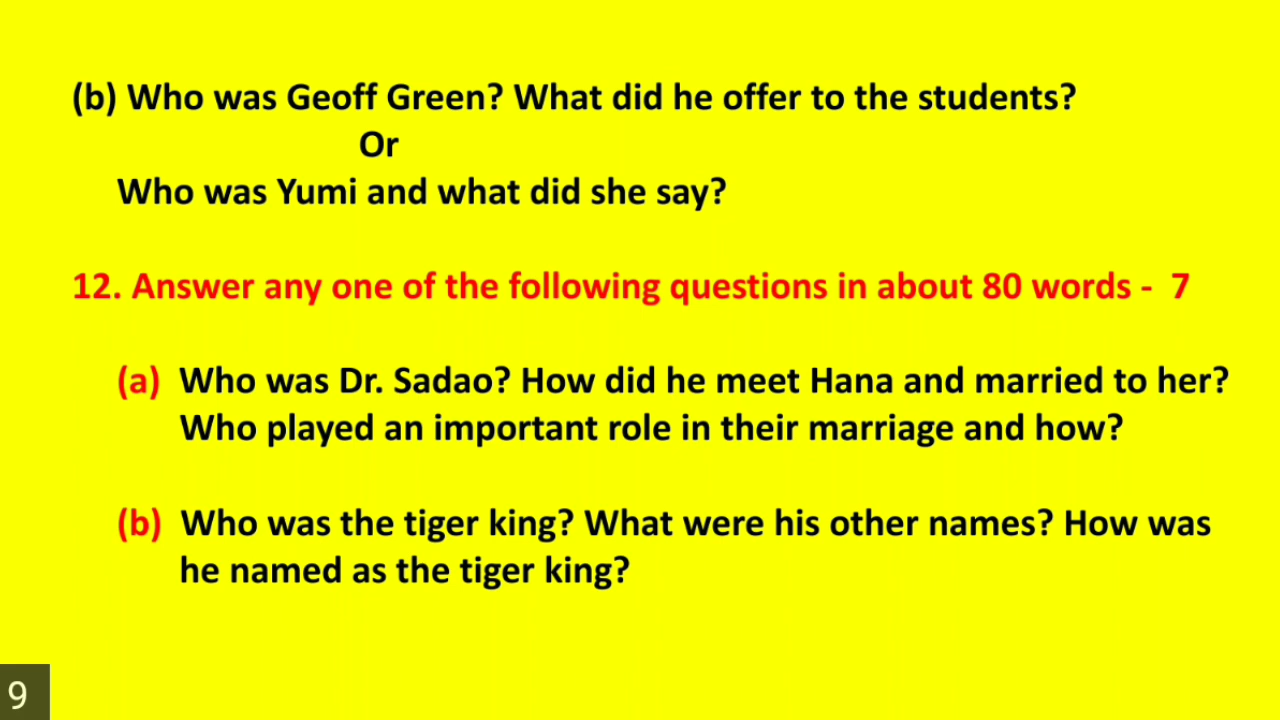 (b) Who was Geoff Green? What did he offer to the students?
Or
Who was Yumi and what did she say?
12. Answer any one of the following questions in about 80 words - 7
(a) Who was Dr. Sadao? How did he meet Hana and married to her?
Who played an important role in their marriage and how?
(b) Who was the tiger king? What were his other names? How was
he named as the tiger king?
9